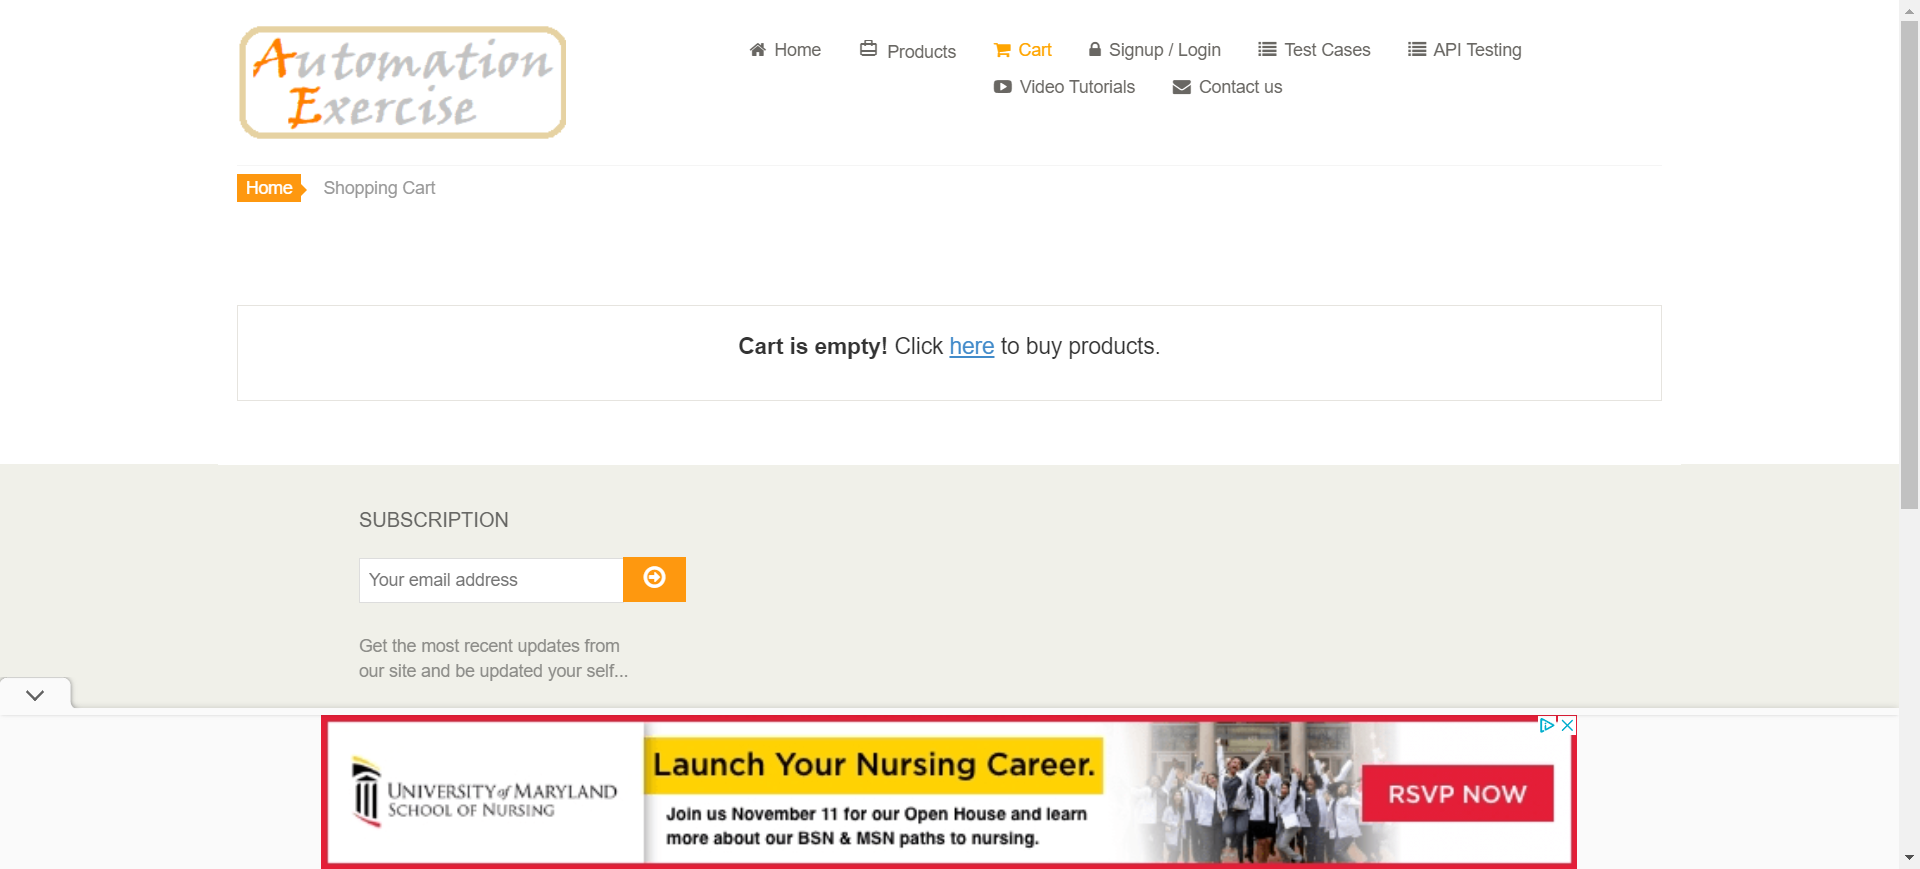 Automation
Exercise
Home
Products
Cart
Signup / Login
Test Cases
API Testing
Video Tutorials
Contact us
Home
Shopping Cart
Cart is empty! Click here to buy products.
SUBSCRIPTION
Your email address
Get the most recent updates from
our site and be updated your self...
UNIVERSITY of MARYLAND
SCHOOL OF NURSING
Launch Your Nursing Career.
Join us November 11 for our Open House and learn
more about our BSN & MSN paths to nursing.
RSVP NOW